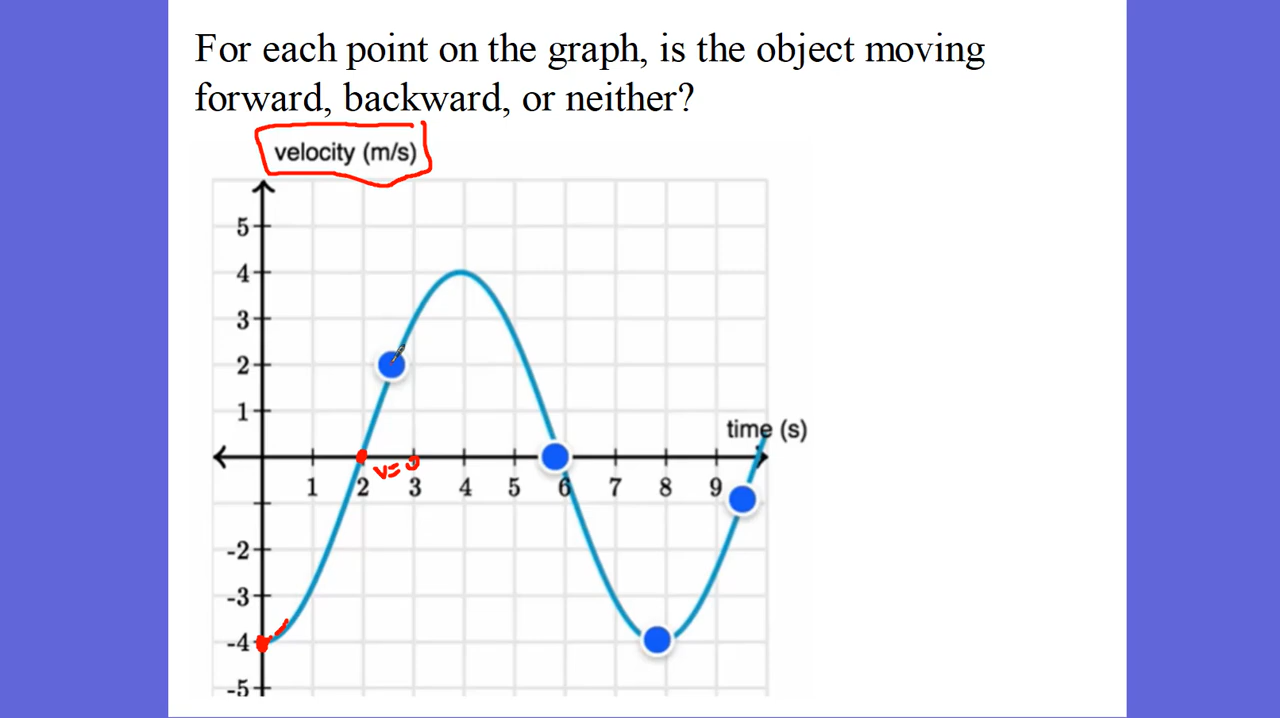 For each point on the graph, is the object moving
forward, backward, or neither?
velocity (m/s)
5
4
3
2
1
time (s)
v=0
1 2 3 4 5 6 7 8 9
-2
-3
-4
-5